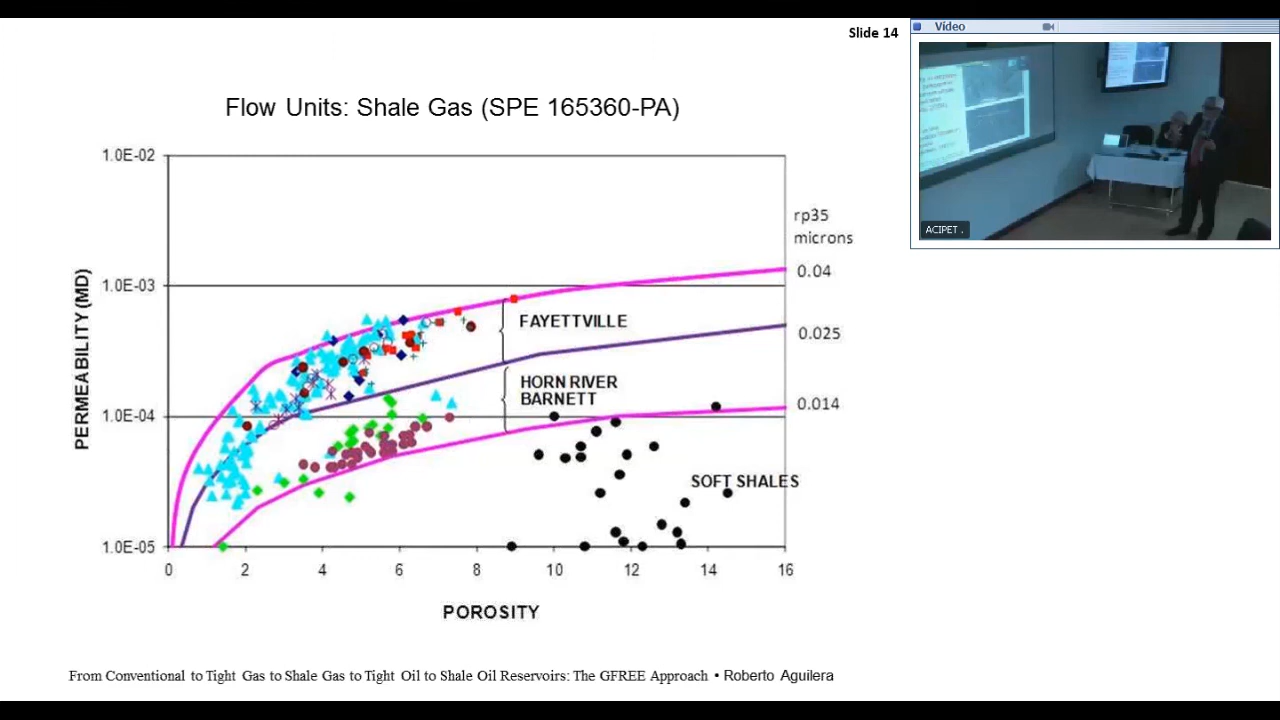 Slide 14
Vídeo
Flow Units: Shale Gas (SPE 165360-PA)
1.0E-02
1.0E-03
1.0E-04
1.0E-05
PERMEABILITY (MD)
rp35
microns
0.04
0.025
0.014
FAYETTVILLE
HORN RIVER
BARNETT
SOFT SHALES
0 2 4 6 8 10 12 14 16
POROSITY
ACIPET .
From Conventional to Tight Gas to Shale Gas to Tight Oil to Shale Oil Reservoirs: The GFREE Approach • Roberto Aguilera